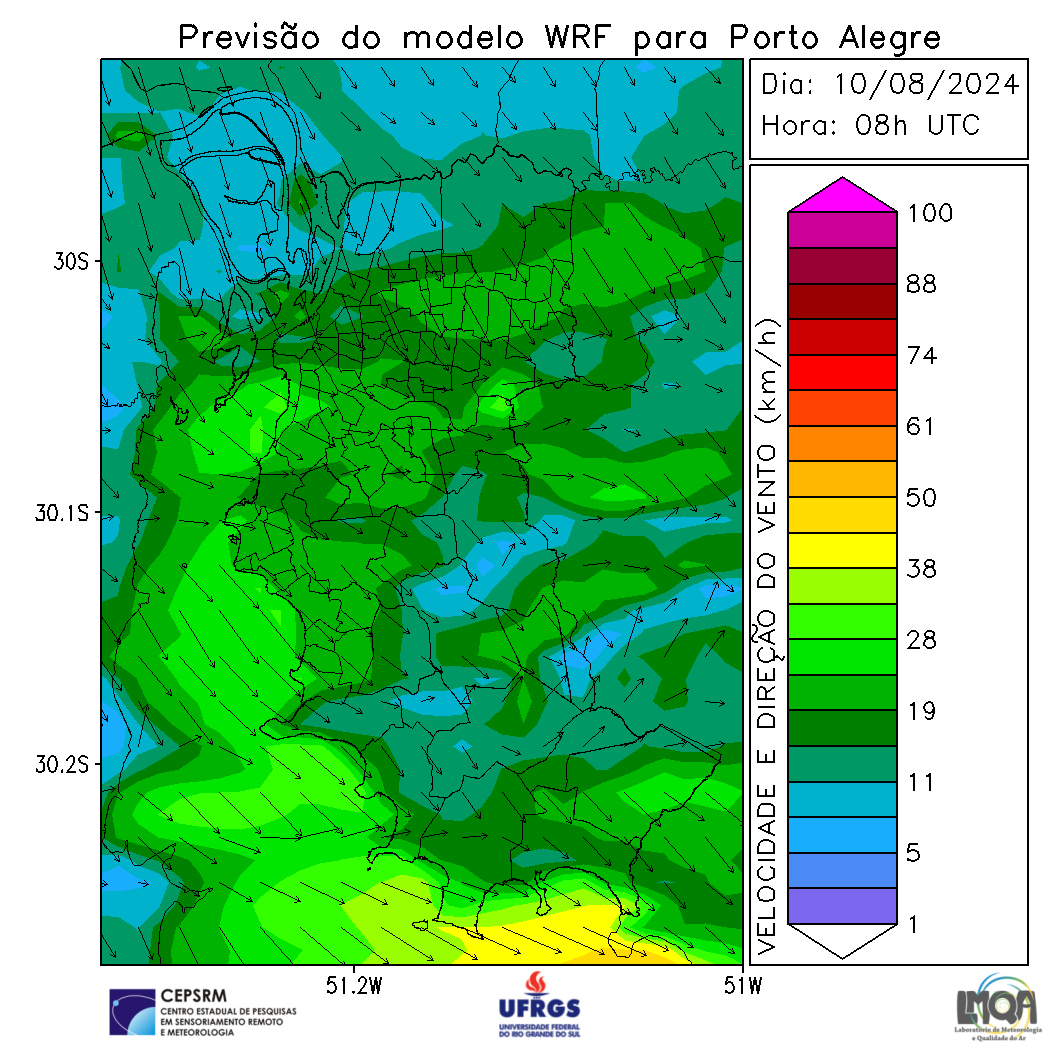 Previsão do modelo WRF para Porto Alegre
Dia: 10/08/2024
Hora: 08h UTC
30S
30.1S
30.2S
51.2W
51W
VELOCIDADE E DIREÇÃO DO VENTO (km/h)
100
88
74
61
50
38
28
19
11
5
1
CEPSRM
CENTRO ESTADUAL DE PESQUISAS
EM SENSORIAMENTO REMOTO
E METEOROLOGIA
UFRGS
UNIVERSIDADE FEDERAL
DO RIO GRANDE DO SUL
LMQA
Laboratório de Meteorologia
e Qualidade do Ar